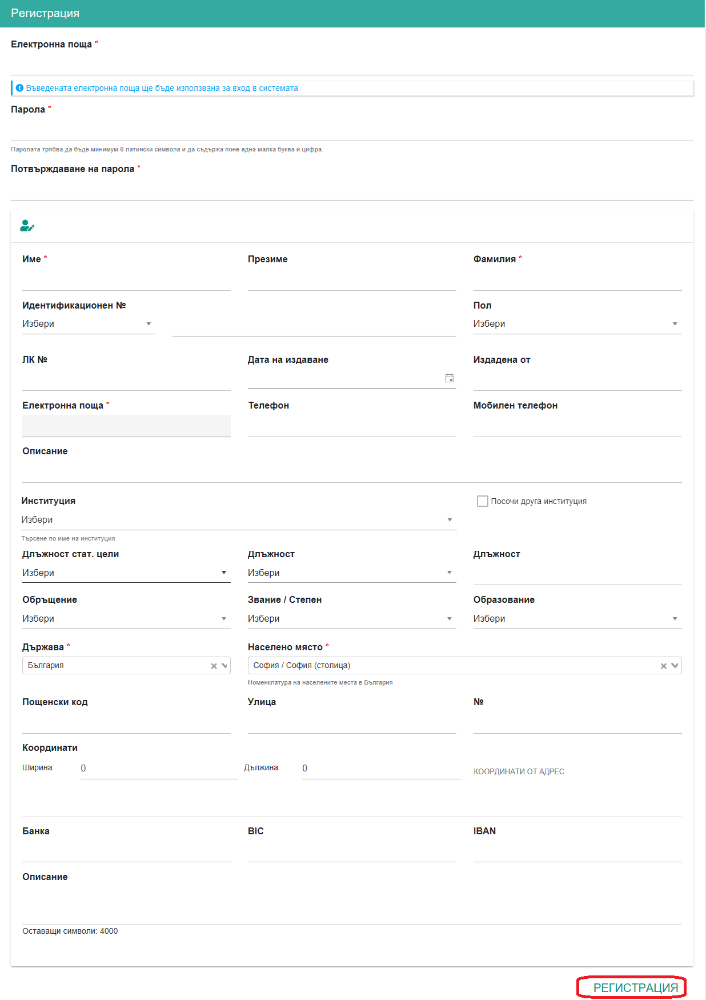 Регистрация
Електронна поща *
Въведената електронна поща ще бъде използвана за вход в системата
Парола *
Паролата трябва да бъде минимум 6 латински символа и да съдържа поне една малка буква и цифра.
Потвърждаване на парола *
Име * Презиме Фамилия *
Идентификационен № Пол
Избери Избери
ЛК № Дата на издаване Издадена от
Електронна поща * Телефон Мобилен телефон
Описание
Институция Посочи друга институция
Избери
Търсене по име на институция
Длъжност стат. цели Длъжност Длъжност
Избери Избери
Обръщение Звание / Степен Образование
Избери Избери Избери
Държава * Населено място *
България София / София (столица)
Номенклатура на населените места в България
Пощенски код Улица №
Координати
Ширина 0 Дължина 0 КООРДИНАТИ ОТ АДРЕС
Банка BIC IBAN
Описание
Оставащи символи: 4000
РЕГИСТРАЦИЯ